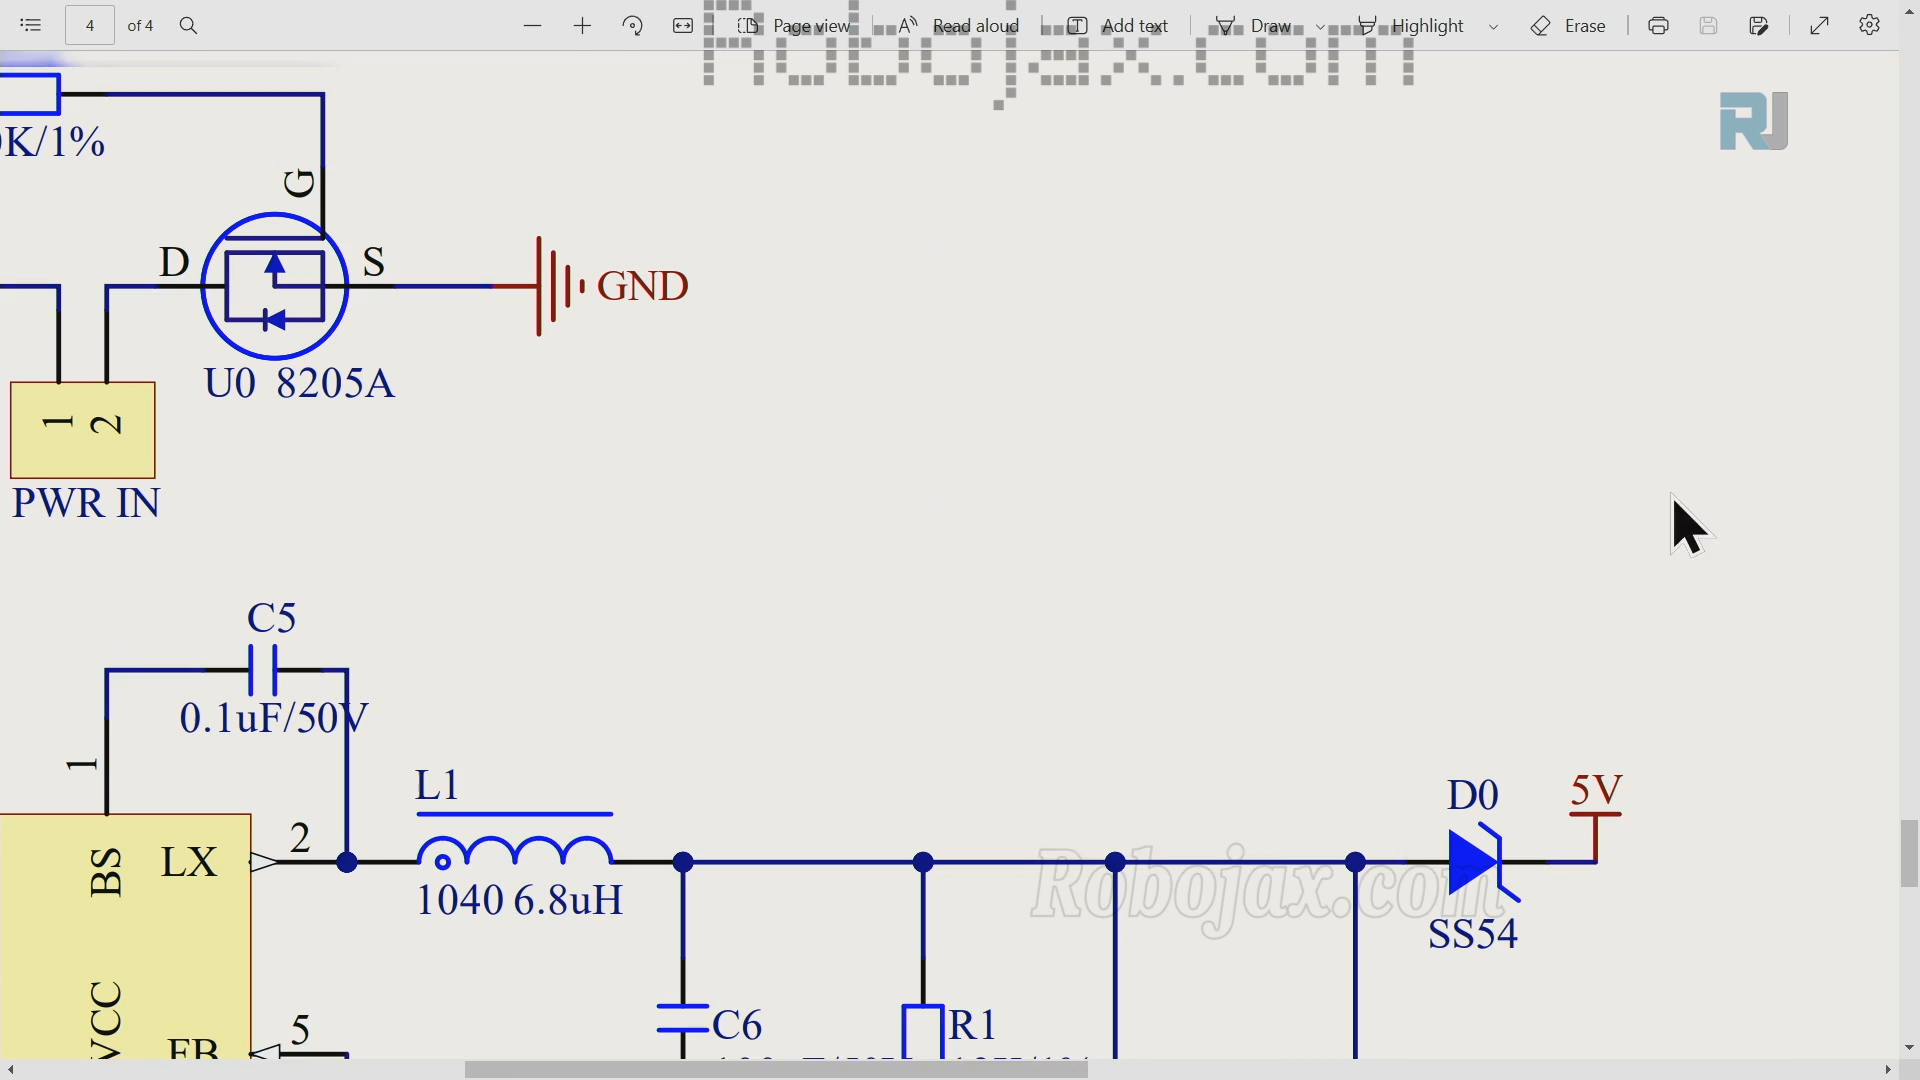 4 of 4 Page view Read aloud Add text Draw Highlight Erase
Robojax.com
RJ
K/1%
G
D
S
GND
U0 8205A
1 2
PWR IN
C5
0.1uF/50V
1
L1
D0
5V
BS
LX
2
1040 6.8uH
Robojax.com
SS54
VCC
FB
5
C6
R1